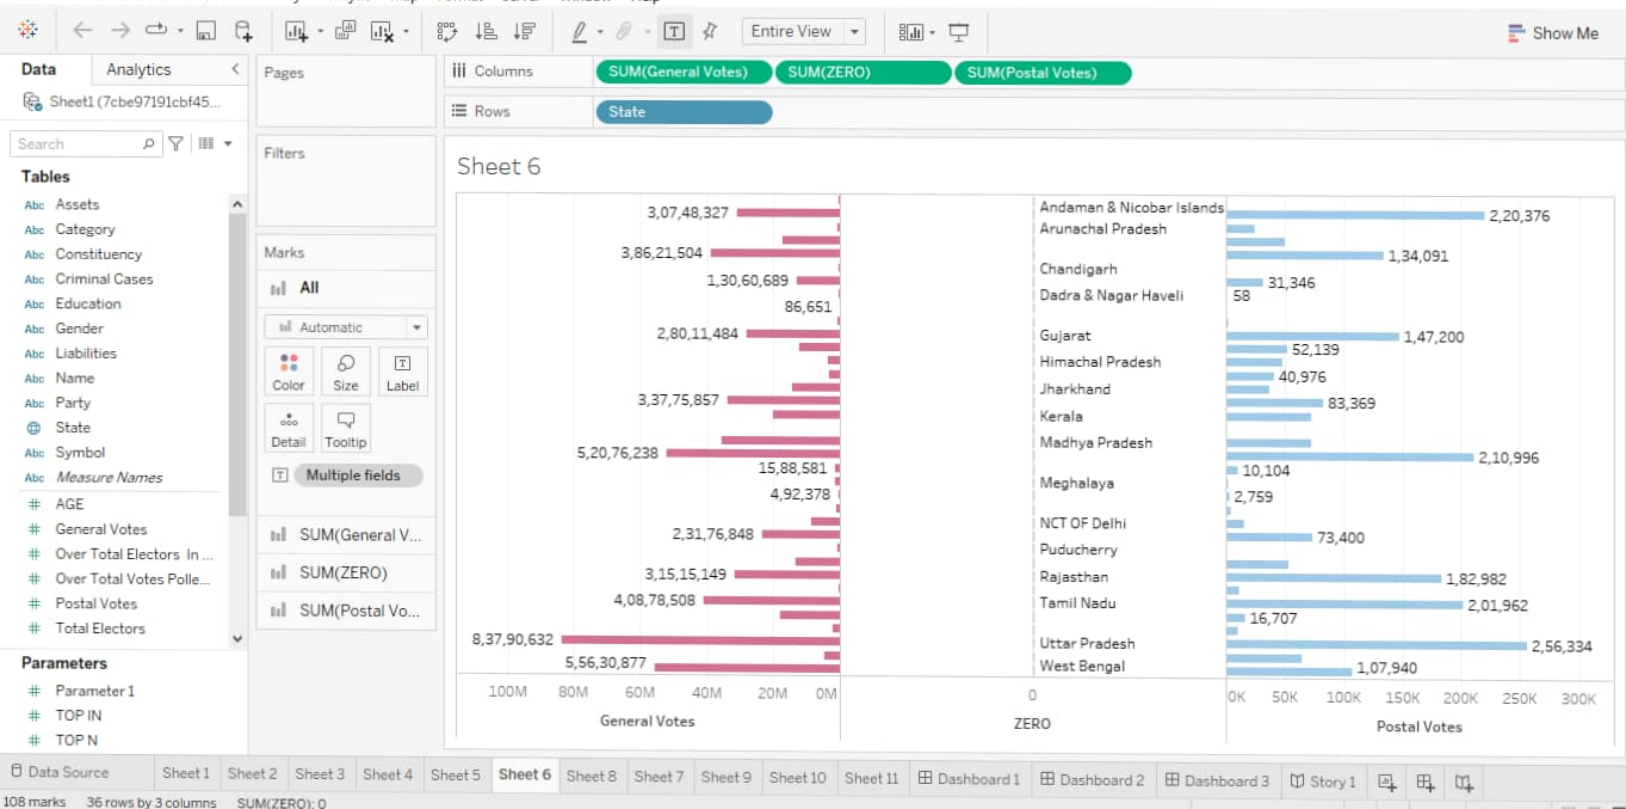 Entire View
Show Me
Data
Analytics
Pages
Columns
SUM(General Votes)
SUM(ZERO)
SUM(Postal Votes)
Sheet1 (7cbe97191cbf45...
Rows
State
Search
Filters
Sheet 6
Tables
Abc Assets
Abc Category
Abc Constituency
Abc Criminal Cases
Abc Education
Abc Gender
Abc Liabilities
Abc Name
Abc Party
State
Abc Symbol
Abc Measure Names
# AGE
# General Votes
# Over Total Electors In ...
# Over Total Votes Polle...
# Postal Votes
# Total Electors
Parameters
# Parameter 1
# TOP IN
# TOP N
Marks
All
Automatic
Color
Size
Label
Detail
Tooltip
Multiple fields
SUM(General V...
SUM(ZERO)
SUM(Postal Vo...
3,07,48,327
3,86,21,504
1,30,60,689
86,651
2,80,11,484
3,37,75,857
5,20,76,238
15,88,581
4,92,378
2,31,76,848
3,15,15,149
4,08,78,508
8,37,90,632
5,56,30,877
100M 80M 60M 40M 20M 0M
General Votes
Andaman & Nicobar Islands
Arunachal Pradesh
Chandigarh
Dadra & Nagar Haveli
Gujarat
Himachal Pradesh
Jharkhand
Kerala
Madhya Pradesh
Meghalaya
NCT OF Delhi
Puducherry
Rajasthan
Tamil Nadu
Uttar Pradesh
West Bengal
0
ZERO
2,20,376
1,34,091
31,346
58
1,47,200
52,139
40,976
83,369
2,10,996
10,104
2,759
73,400
1,82,982
2,01,962
16,707
2,56,334
1,07,940
0K 50K 100K 150K 200K 250K 300K
Postal Votes
Data Source Sheet 1 Sheet 2 Sheet 3 Sheet 4 Sheet 5 Sheet 6 Sheet 8 Sheet 7 Sheet 9 Sheet 10 Sheet 11 Dashboard 1 Dashboard 2 Dashboard 3 Story 1
108 marks 36 rows by 3 columns SUM(ZERO): 0